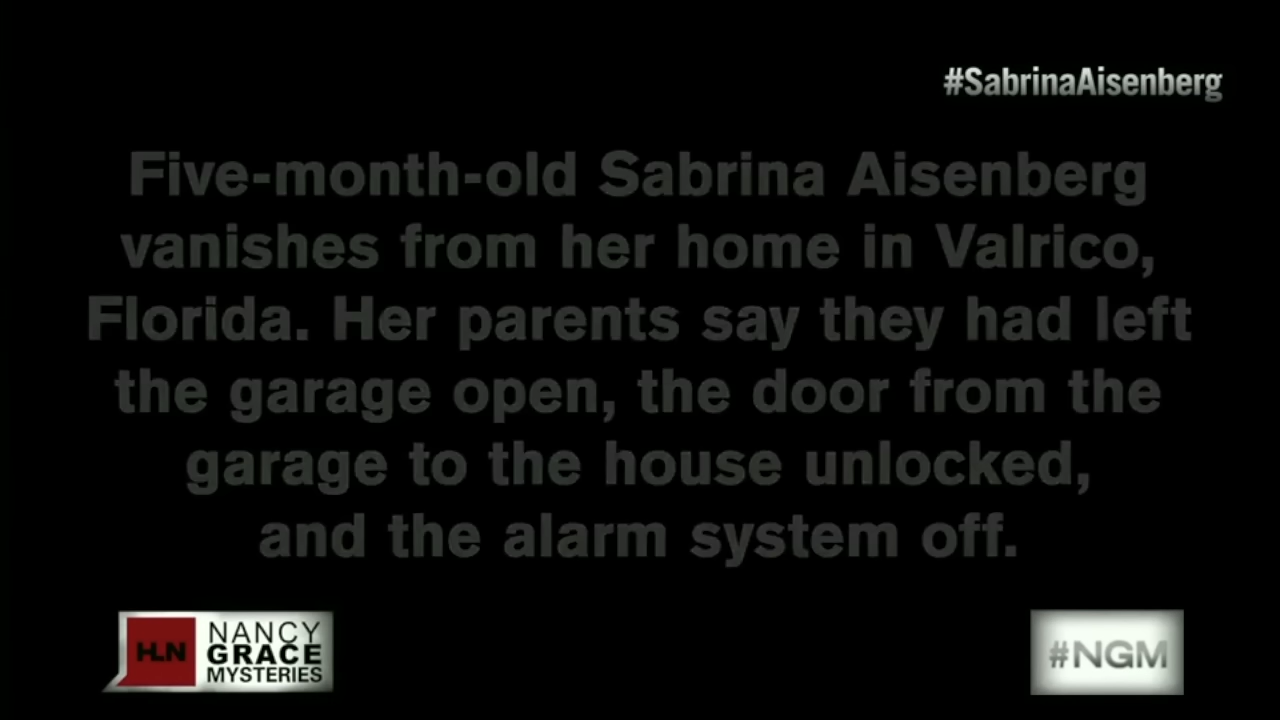 #SabrinaAisenberg
Five-month-old Sabrina Aisenberg
vanishes from her home in Valrico,
Florida. Her parents say they had left
the garage open, the door from the
garage to the house unlocked,
and the alarm system off.
HLN
NANCY
GRACE
MYSTERIES
#NGM